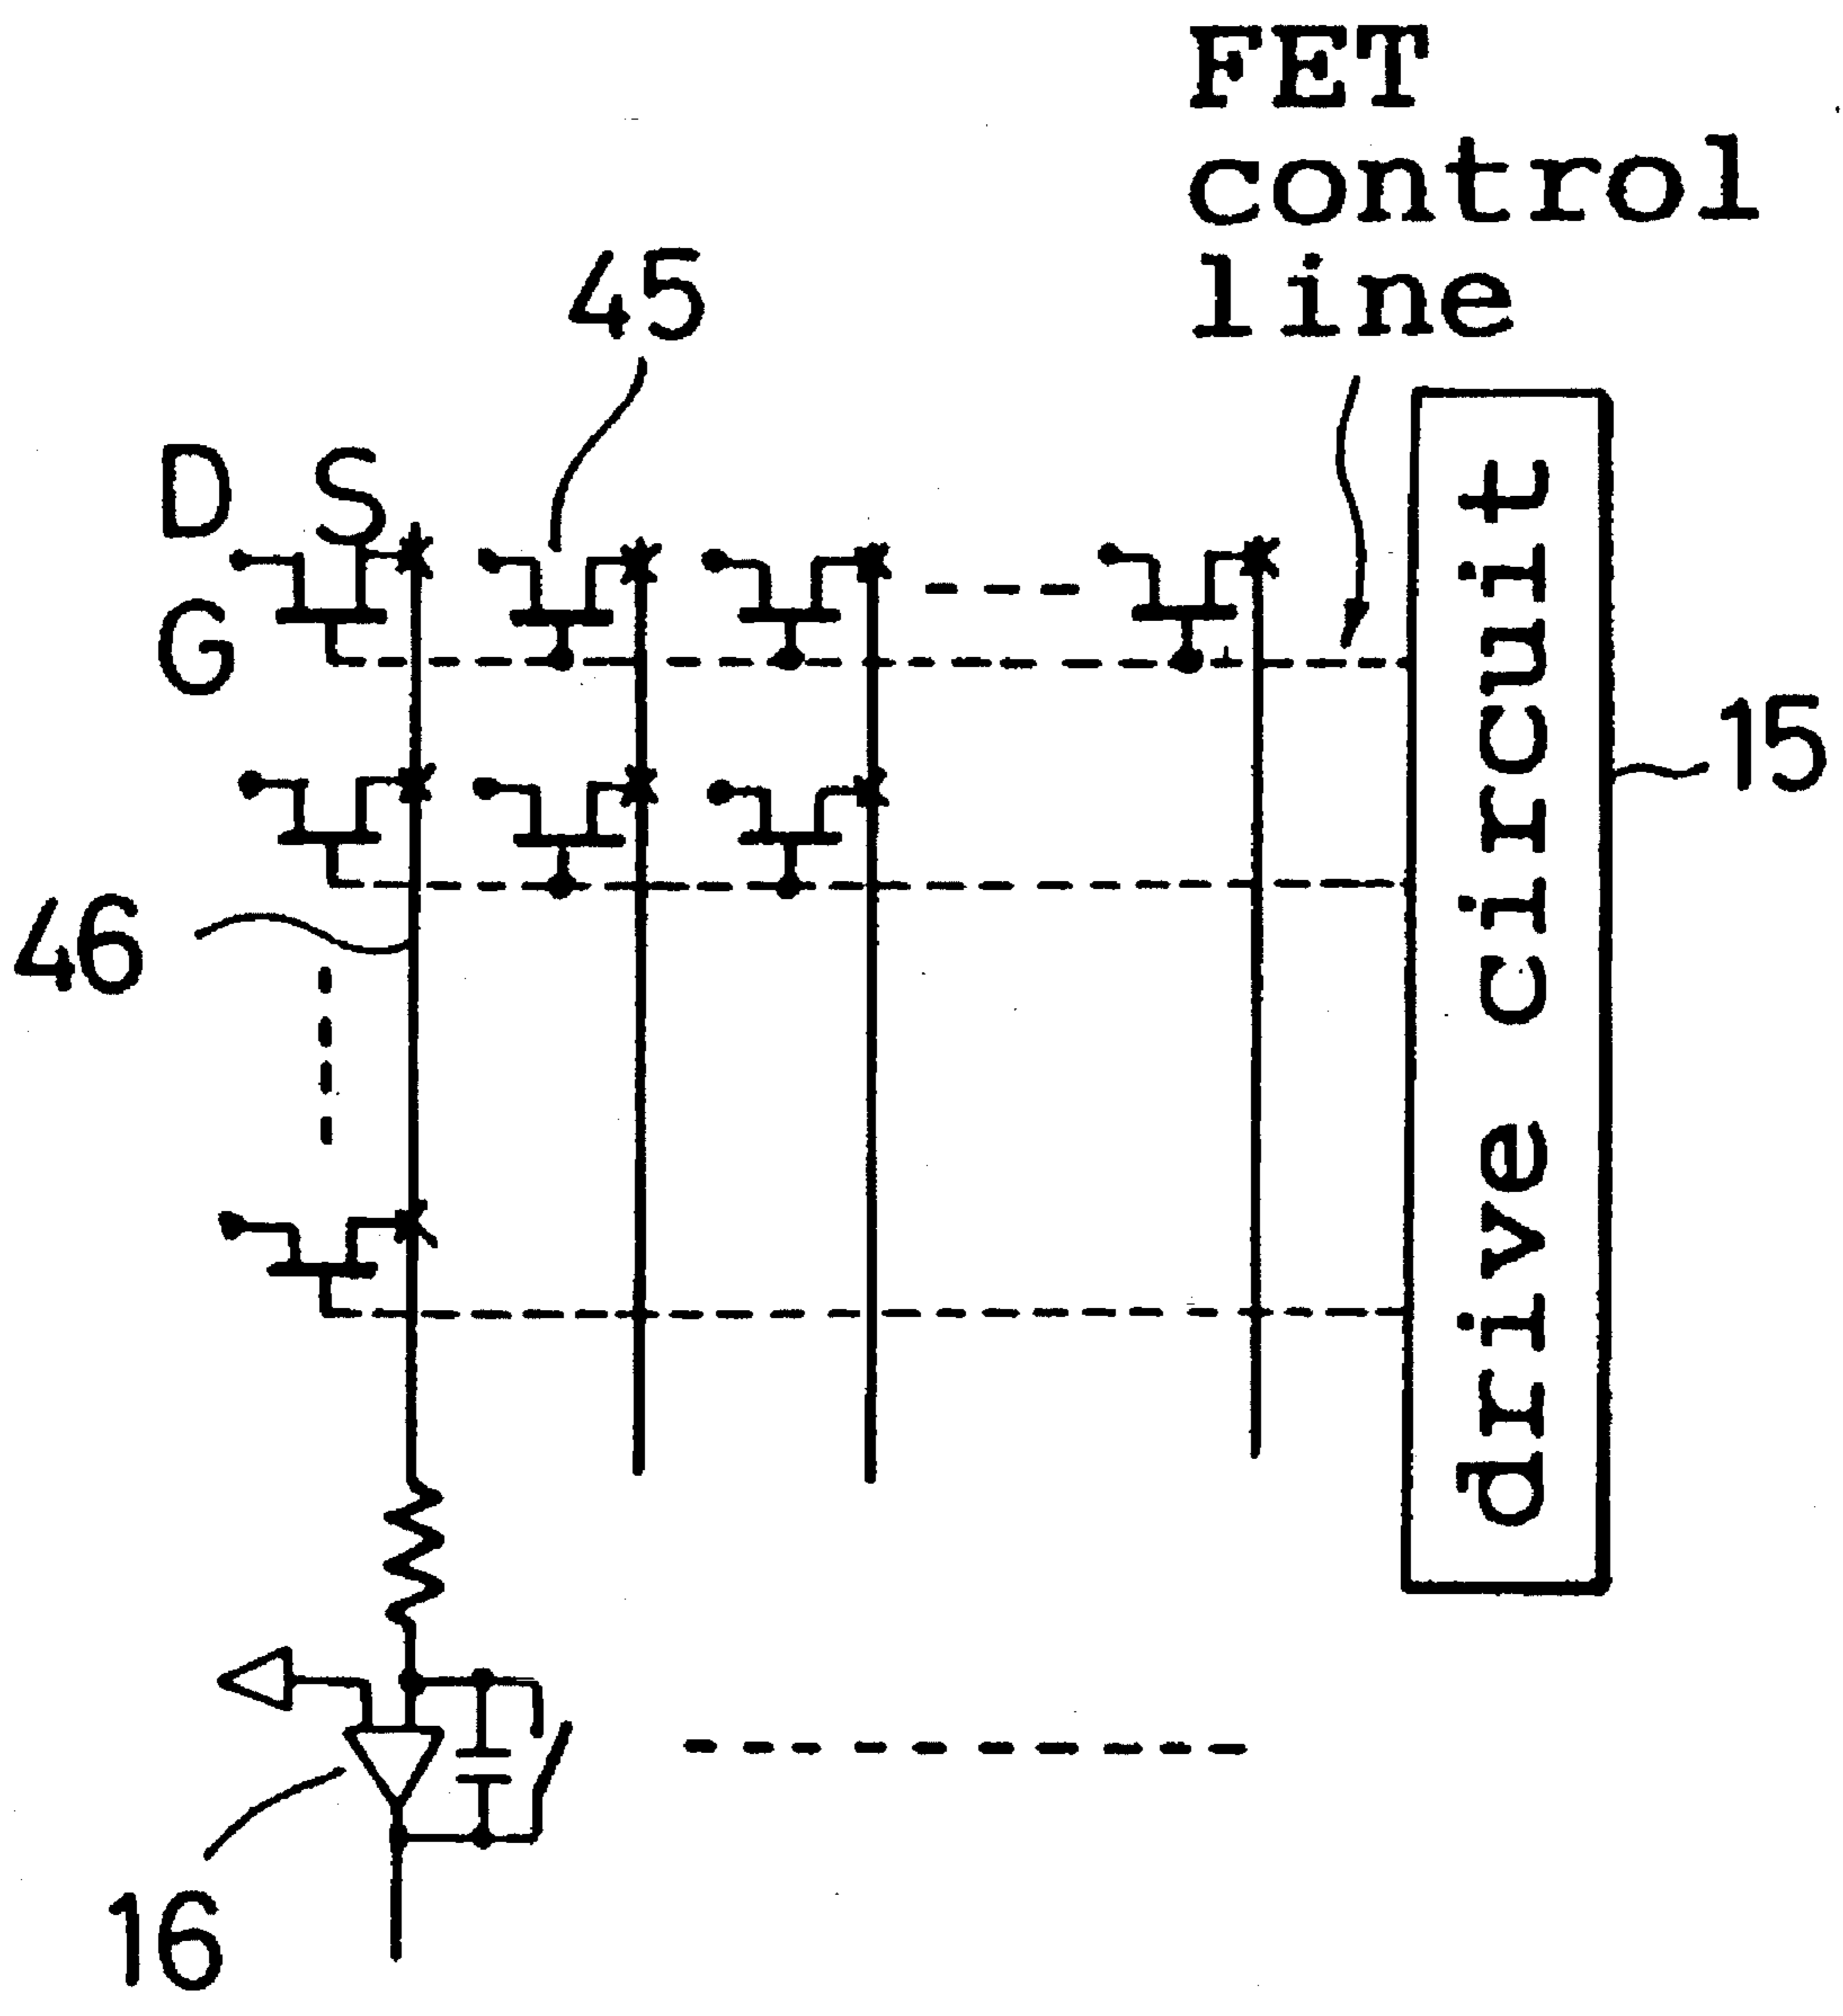 FET
control
line
45
D S
G
drive circuit
15
46
16